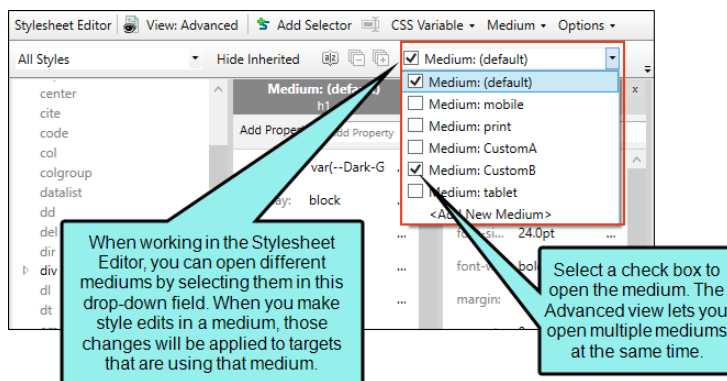 Stylesheet Editor View: Advanced Add Selector CSS Variable Medium Options
All Styles Hide Inherited Medium: (default)
center
cite
code
col
colgroup
datalist
dd
del
dir
div
dl
dt
Medium: (default) x
h1
Add Property
var(--Dark-G ...
block
...
...
...
Medium: (default)
Medium: mobile
Medium: print
Medium: CustomA
Medium: CustomB
Medium: tablet
<Add New Medium>
24.0pt ...
margin:
When working in the Stylesheet
Editor, you can open different
mediums by selecting them in this
drop-down field. When you make
style edits in a medium, those
changes will be applied to targets
that are using that medium.
Select a check box to
open the medium. The
Advanced view lets you
open multiple mediums
at the same time.